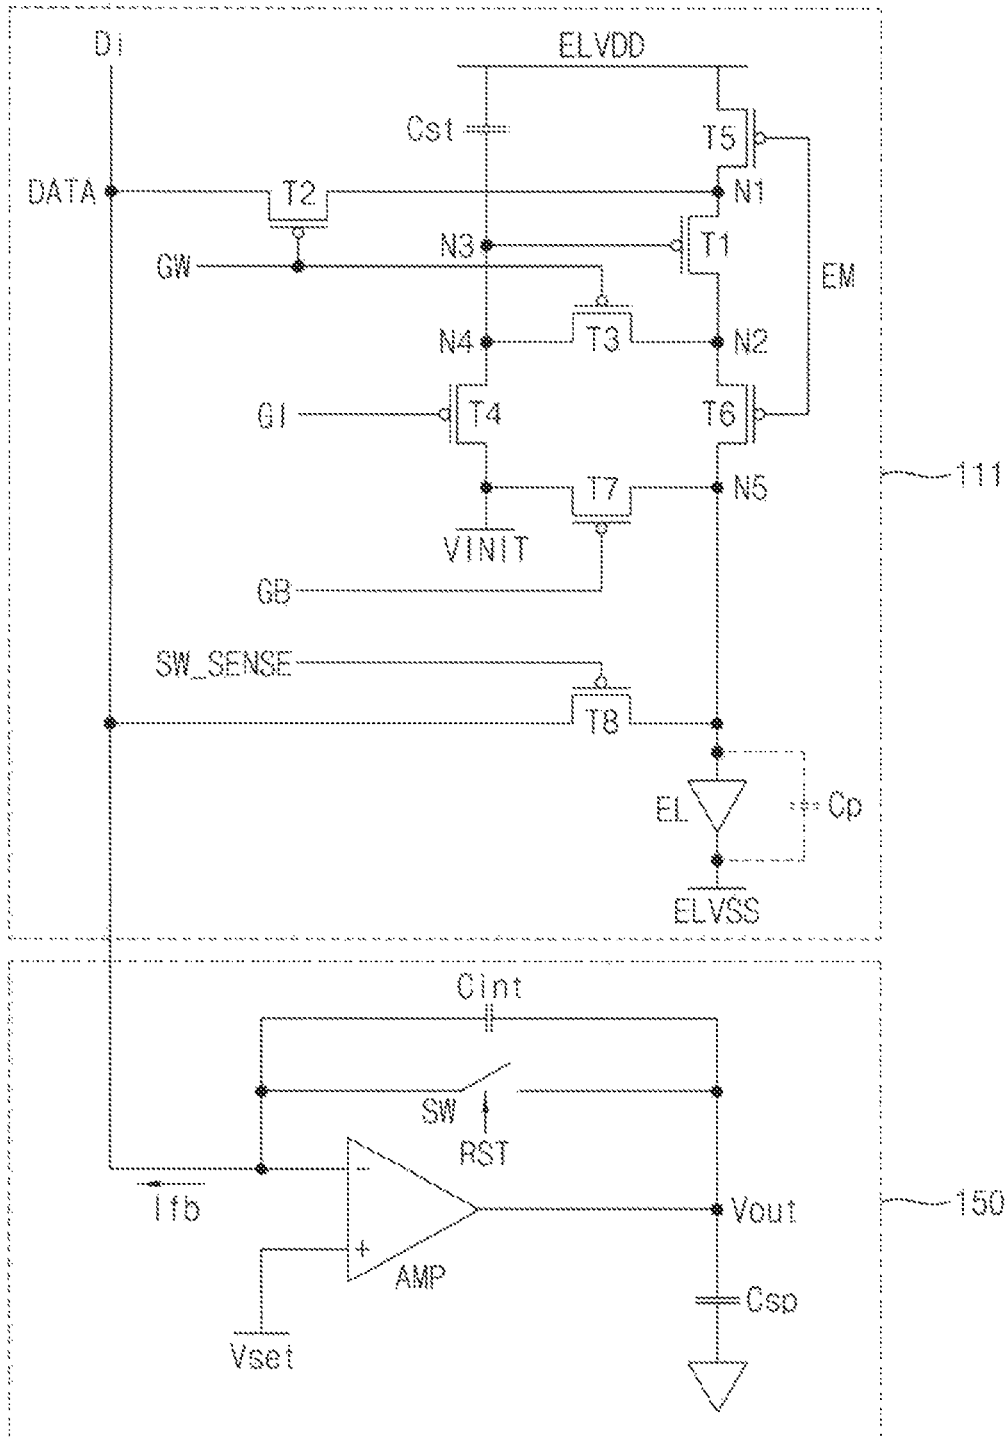 Di
ELVDD
Cst
T5
DATA
T2
N1
N3
T1
GW
EM
N4
T3
N2
GI
T4
T6
T7
N5
111
VINIT
GB
SW_SENSE
T8
EL
Cp
ELVSS
Cint
SW
RST
-
Ifb
Vout
150
+
AMP
Csp
Vset